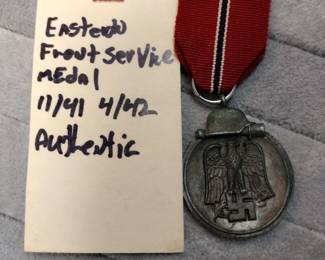 Eastern
Front Service
medal
11/41 4/42
Authentic